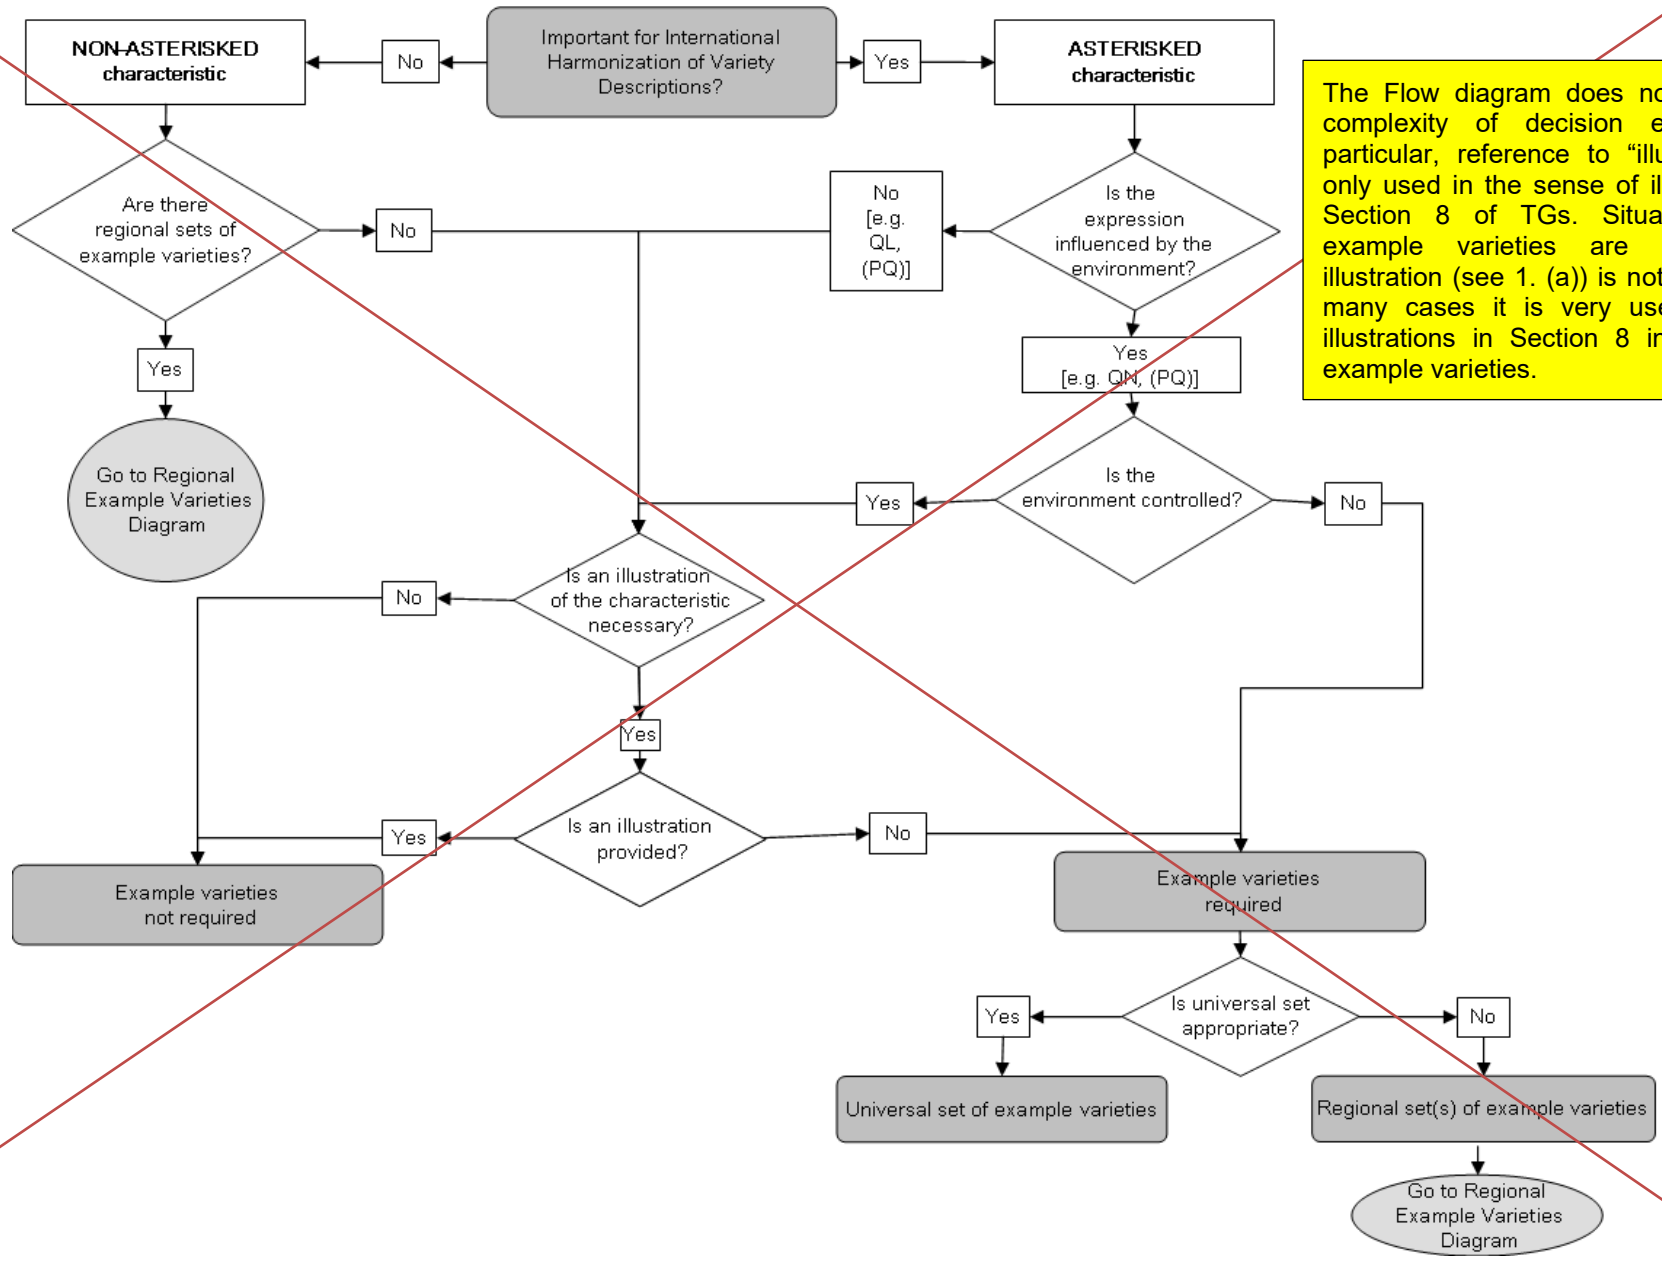 NON-ASTERISKED
characteristic
No
Important for International
Harmonization of Variety
Descriptions?
Yes
ASTERISKED
characteristic
The Flow diagram does
complexity of decision
particular, reference to
only used in the sense of
Section 8 of TGs.
example varieties are
illustration (see 1. (a)) is not
many cases it is very
illustrations in Section 8
example varieties.
Are there
regional sets of
example varieties?
No
No
[e.g.
QL,
(PQ)]
Is the
expression
influenced by the
environment?
Yes
Yes
[e.g. QN, (PQ)]
Go to Regional
Example Varieties
Diagram
Yes
Is the
environment controlled?
No
No
Is an illustration
of the characteristic
necessary?
Yes
Yes
Is an illustration
provided?
No
Example varieties
not required
Example varieties
required
Yes
Is universal set
appropriate?
No
Universal set of example varieties
Regional set(s) of example varieties
Go to Regional
Example Varieties
Diagram